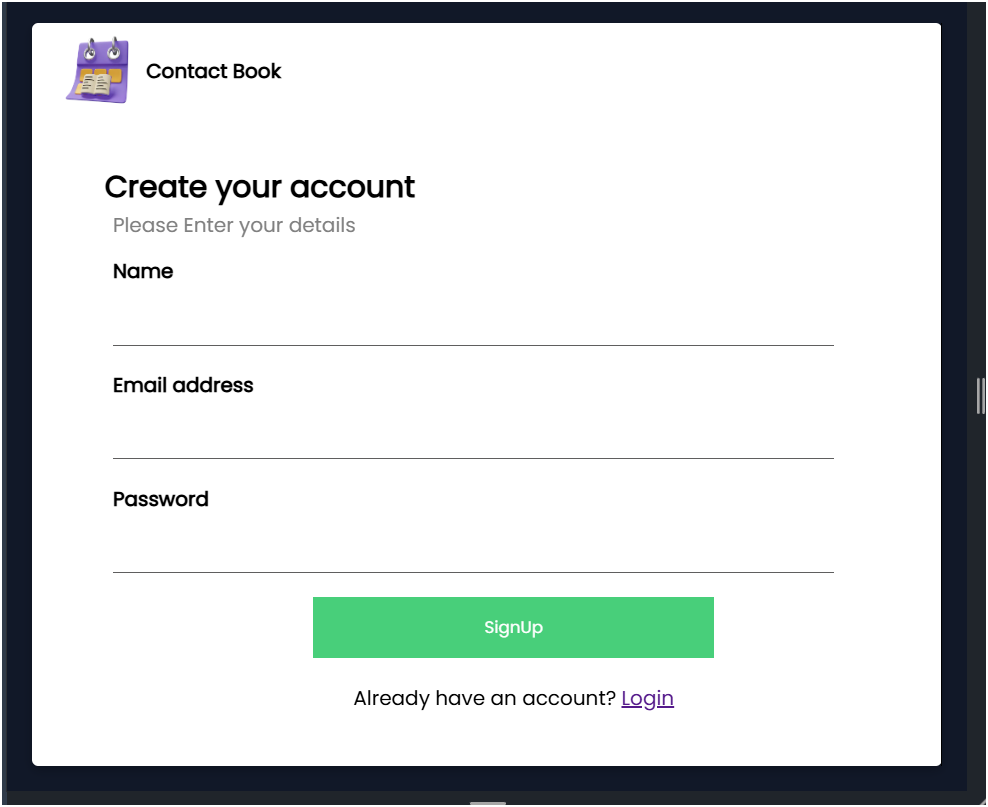 Contact Book
Create your account
Please Enter your details
Name
Email address
Password
SignUp
Already have an account? Login